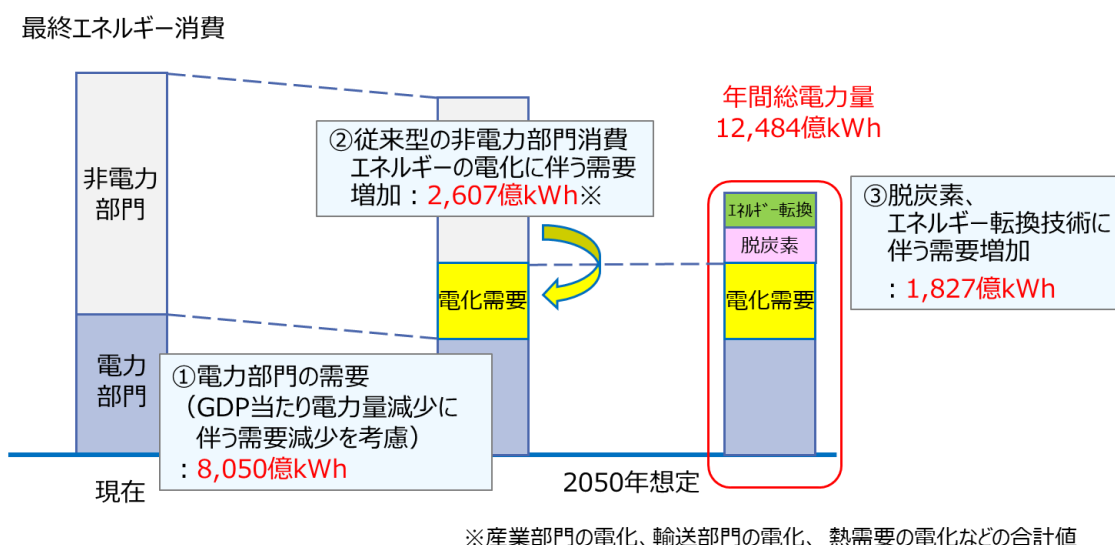 最終エネルギー消費
非電力
部門
電力
部門
②従来型の非電力部門消費
エネルギーの電化に伴う需要
増加：2,607億kWh※
電化需要
①電力部門の需要
（GDP当たり電力量減少に
伴う需要減少を考慮）
：8,050億kWh
年間総電力量
12,484億kWh
ｴﾈﾙｷﾞｰ転換
脱炭素
電化需要
③脱炭素、
エネルギー転換技術に
伴う需要増加
：1,827億kWh
現在
2050年想定
※産業部門の電化、輸送部門の電化、熱需要の電化などの合計値